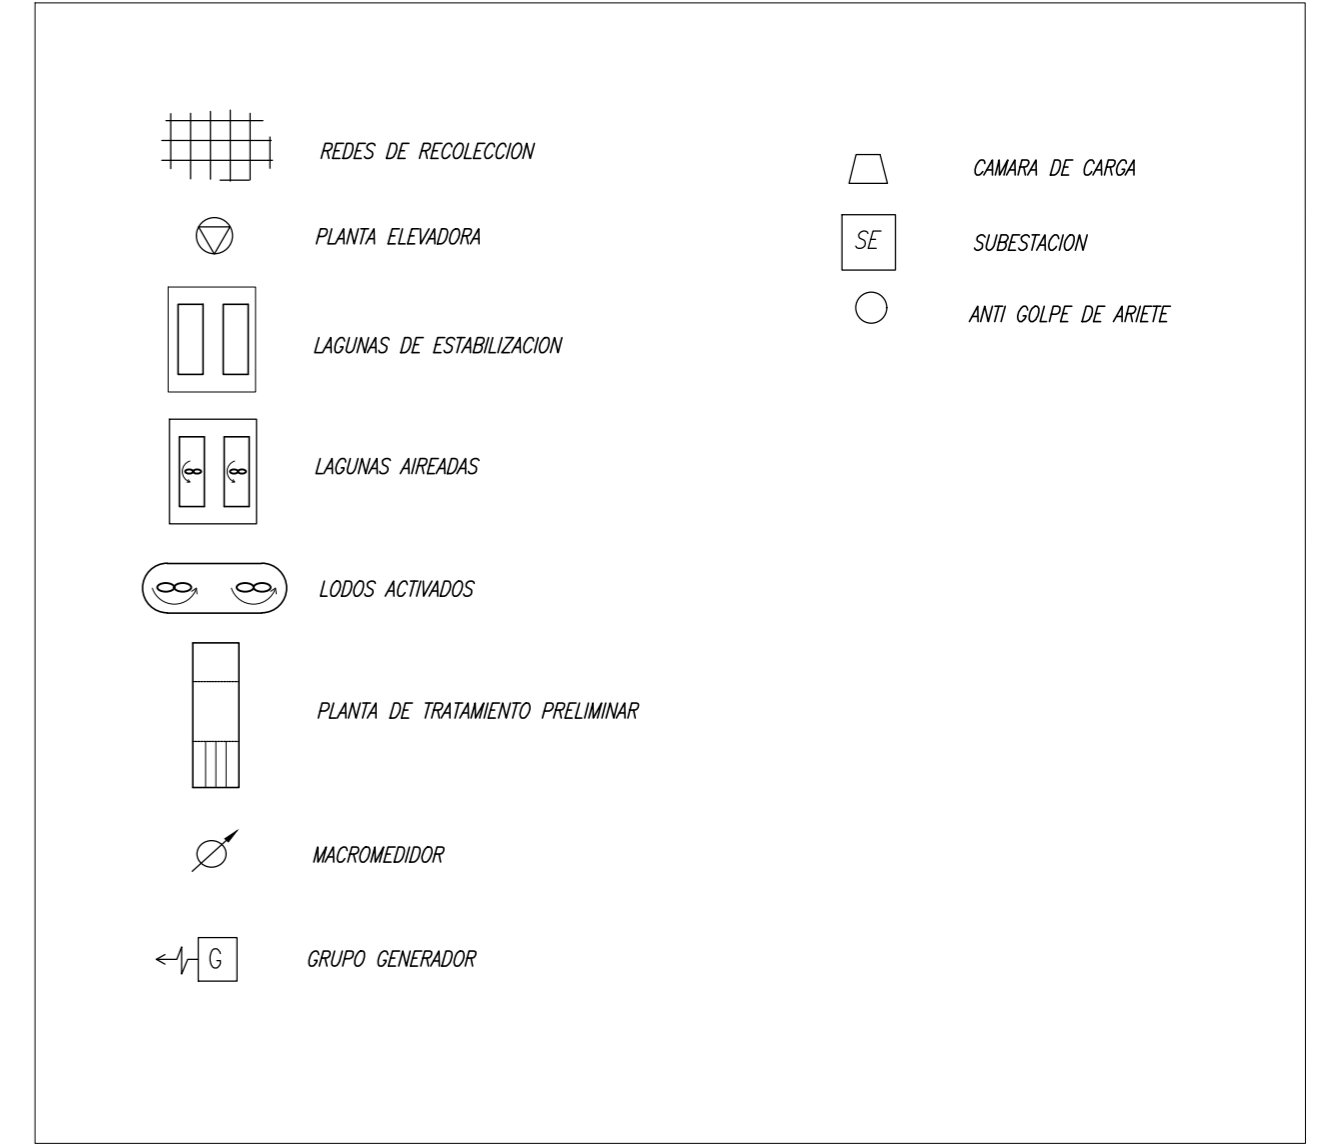 REDES DE RECOLECCION
PLANTA ELEVADORA
LAGUNAS DE ESTABILIZACION
LAGUNAS AIREADAS
LODOS ACTIVADOS
PLANTA DE TRATAMIENTO PRELIMINAR
MACROMEDIDOR
G GRUPO GENERADOR
CAMARA DE CARGA
SE SUBESTACION
ANTI GOLPE DE ARIETE